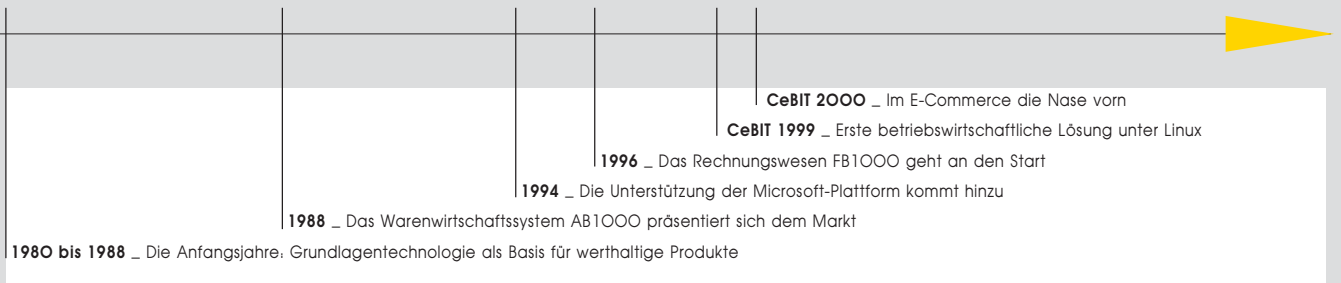 CeBIT 2000 _ Im E-Commerce die Nase vorn
CeBIT 1999 _ Erste betriebswirtschaftliche Lösung unter Linux
1996 _ Das Rechnungswesen FB1000 geht an den Start
1994 _ Die Unterstützung der Microsoft-Plattform kommt hinzu
1988 _ Das Warenwirtschaftssystem AB1000 präsentiert sich dem Markt
1980 bis 1988 _ Die Anfangsjahre: Grundlagentechnologie als Basis für werthaltige Produkte